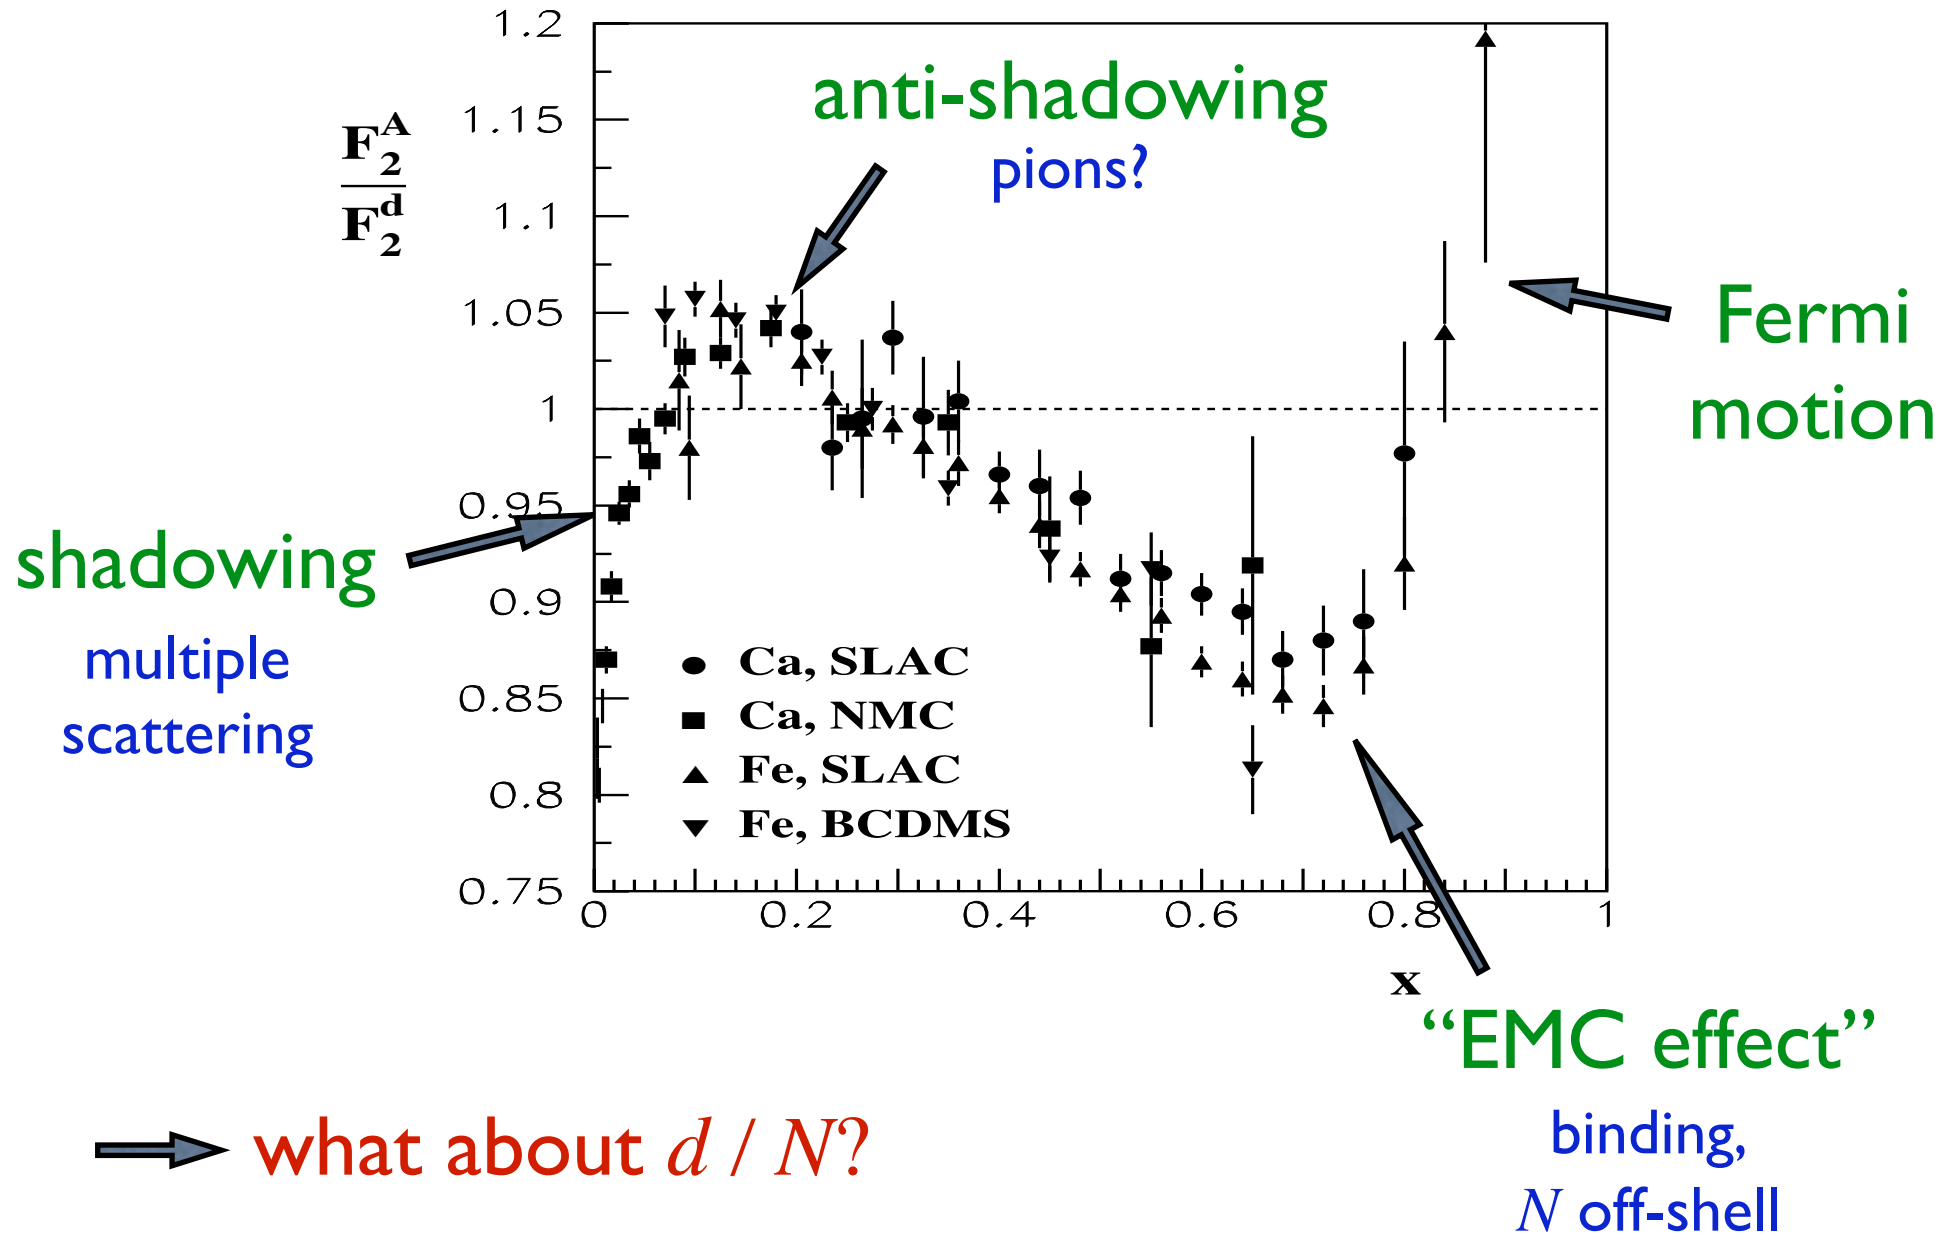 1.2
anti-shadowing
pions?
F₂ᴬ
F₂ᵈ
1.15
1.1
1.05
1
0.95
0.9
0.85
0.8
0.75
Fermi
motion
shadowing
multiple
scattering
Ca, SLAC
Ca, NMC
Fe, SLAC
Fe, BCDMS
0 0.2 0.4 0.6 0.8 1
x
“EMC effect”
binding,
N off-shell
what about d / N?